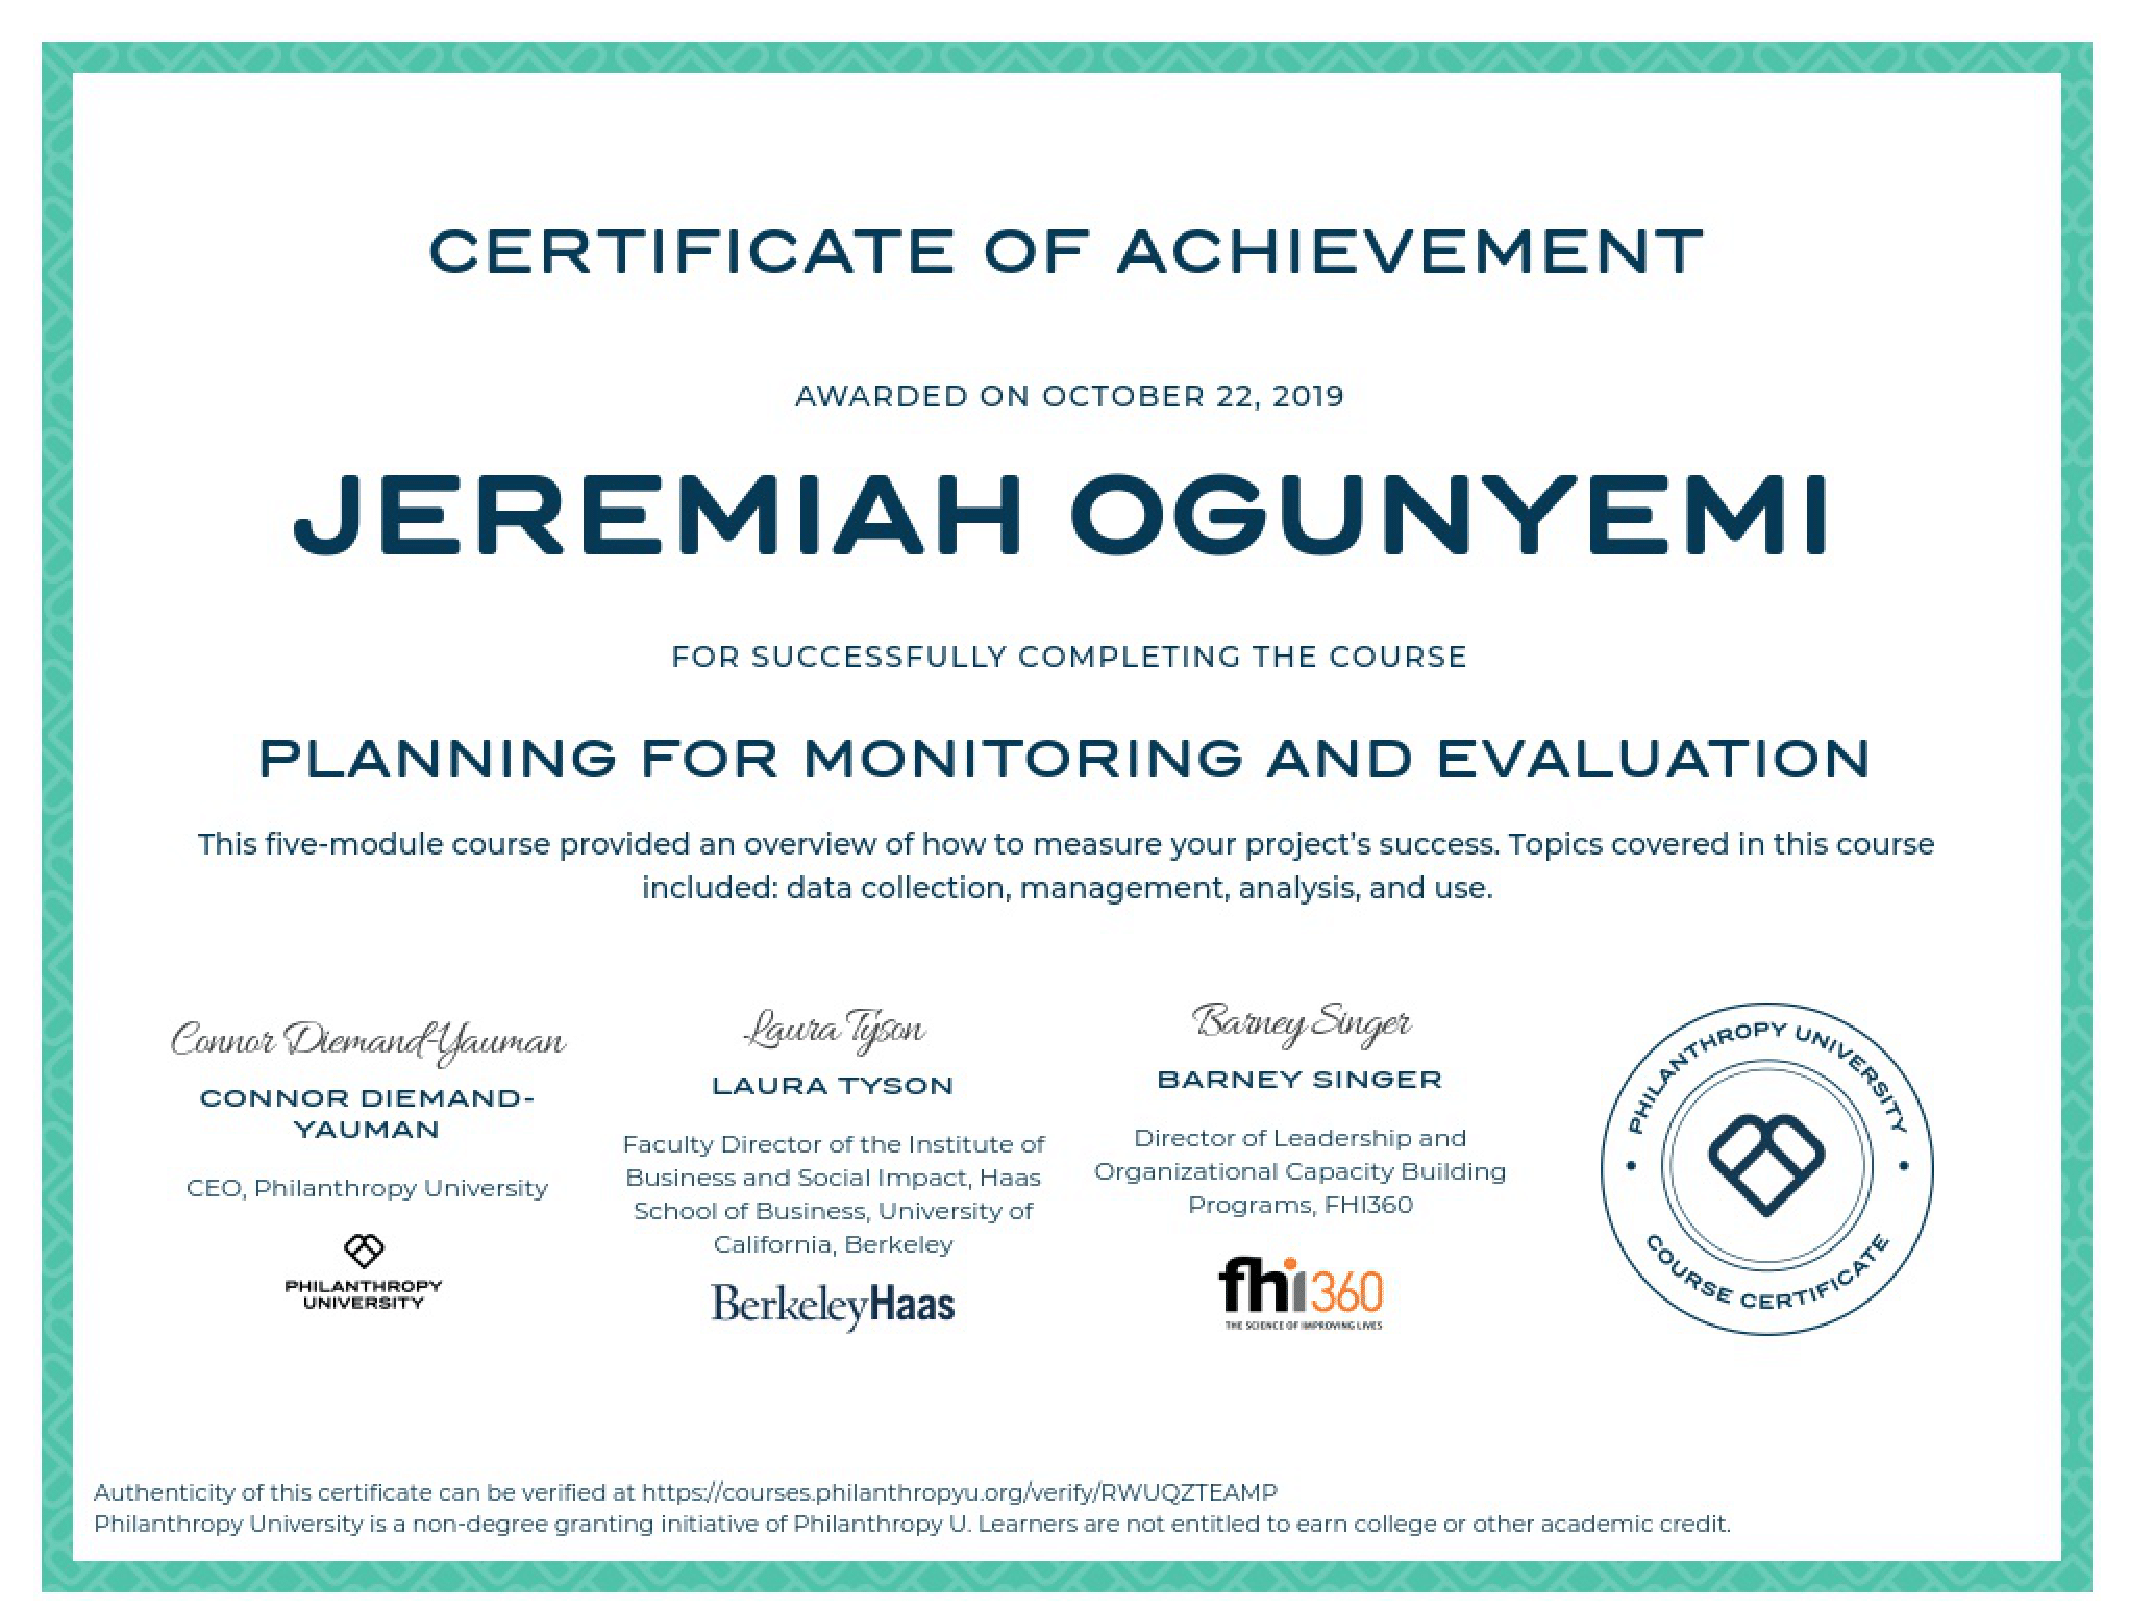 CERTIFICATE OF ACHIEVEMENT
AWARDED ON OCTOBER 22, 2019
JEREMIAH OGUNYEMI
FOR SUCCESSFULLY COMPLETING THE COURSE
PLANNING FOR MONITORING AND EVALUATION
This five-module course provided an overview of how to measure your project's success. Topics covered in this course
included: data collection, management, analysis, and use.
Connor Diemand-Yauman
CONNOR DIEMAND-
YAUMAN
CEO, Philanthropy University
PHILANTHROPY
UNIVERSITY
Laura Tyson
LAURA TYSON
Faculty Director of the Institute of
Business and Social Impact, Haas
School of Business, University of
California, Berkeley
BerkeleyHaas
Barney Singer
BARNEY SINGER
Director of Leadership and
Organizational Capacity Building
Programs, FHI360
fhi360
THE SCIENCE OF IMPROVING LIVES
PHILANTHROPY UNIVERSITY
COURSE CERTIFICATE
Authenticity of this certificate can be verified at https://courses.philanthropyu.org/verify/RWUQZTEAMP
Philanthropy University is a non-degree granting initiative of Philanthropy U. Learners are not entitled to earn college or other academic credit.